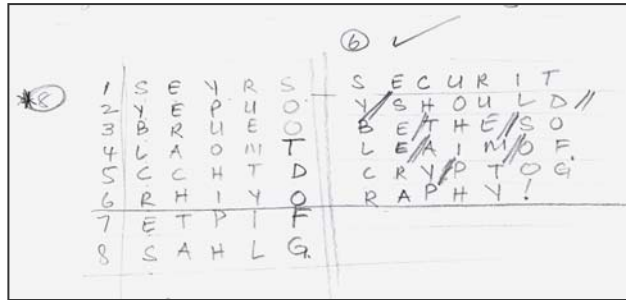 *8
1 S E Y R S
2 Y E P U O
3 B R U E O
4 L A O M T
5 C C H T D
6 R H I Y O
7 E T P I F
8 S A H L G.
6 ✓
S E C U R I T
Y / S H O U L D //
B E / T H E // S O
L E // A I M // O F.
C R Y // P T O G
R A P H Y !